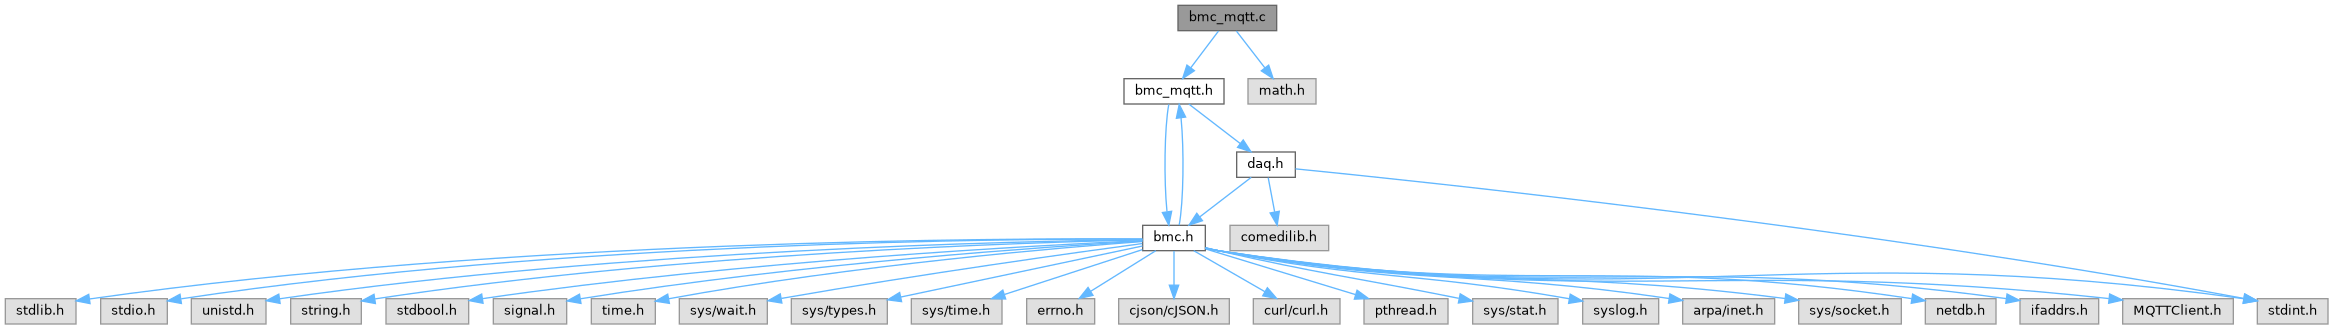 bmc_mqtt.c
bmc_mqtt.h
math.h
daq.h
bmc.h
comedilib.h
stdlib.h
stdio.h
unistd.h
string.h
stdbool.h
signal.h
time.h
sys/wait.h
sys/types.h
sys/time.h
errno.h
cjson/cJSON.h
curl/curl.h
pthread.h
sys/stat.h
syslog.h
arpa/inet.h
sys/socket.h
netdb.h
ifaddrs.h
MQTTClient.h
stdint.h